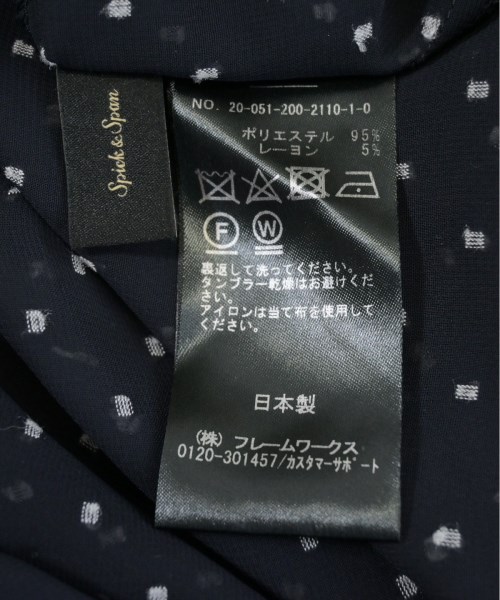 Spick & Span
NO. 20-051-200-2110-1-0
ポリエステル 95%
レーヨン 5%
F W
裏返して洗ってください。
タンブラー乾燥はお避けくだ
さい。
アイロンは当て布を使用して
ください。
日本製
(株) フレームワークス
0120-301457/カスタマーサポート